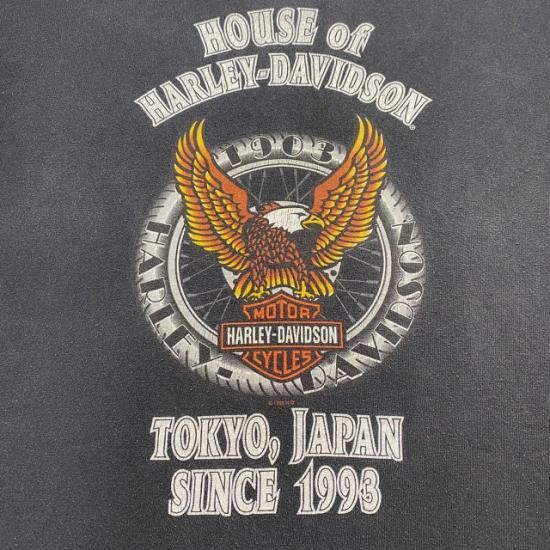 HOUSE of
HARLEY-DAVIDSON®
1903
HARLEY-DAVIDSON
MOTOR
HARLEY-DAVIDSON
CYCLES
TOKYO, JAPAN
SINCE 1993